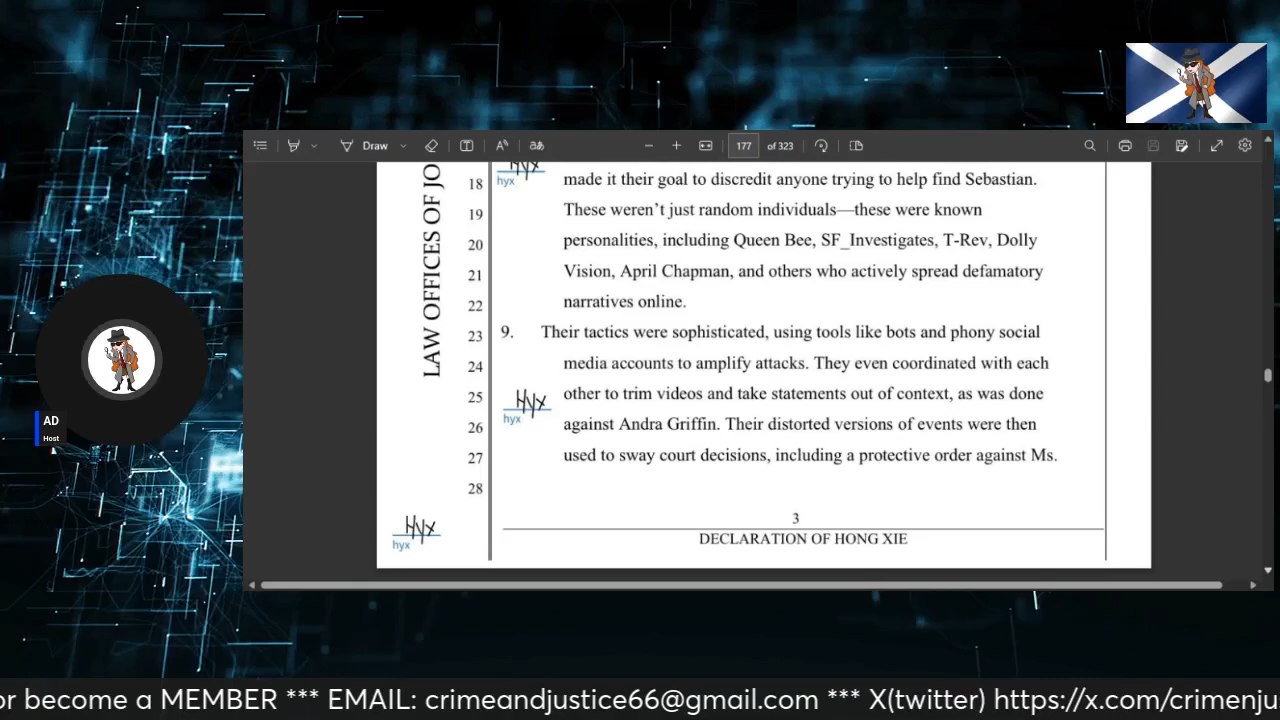 Draw
177
of 323
LAW OFFICES OF JO
hyx
18 made it their goal to discredit anyone trying to help find Sebastian.
19 These weren’t just random individuals—these were known
20 personalities, including Queen Bee, SF_Investigates, T-Rev, Dolly
21 Vision, April Chapman, and others who actively spread defamatory
22 narratives online.
23 9. Their tactics were sophisticated, using tools like bots and phony social
24 media accounts to amplify attacks. They even coordinated with each
25 other to trim videos and take statements out of context, as was done
Hyx
hyx
26 against Andra Griffin. Their distorted versions of events were then
27 used to sway court decisions, including a protective order against Ms.
28
3
DECLARATION OF HONG XIE
Hyx
hyx
AD
Host
or become a MEMBER *** EMAIL: crimeandjustice66@gmail.com *** X(twitter) https://x.com/crimenju